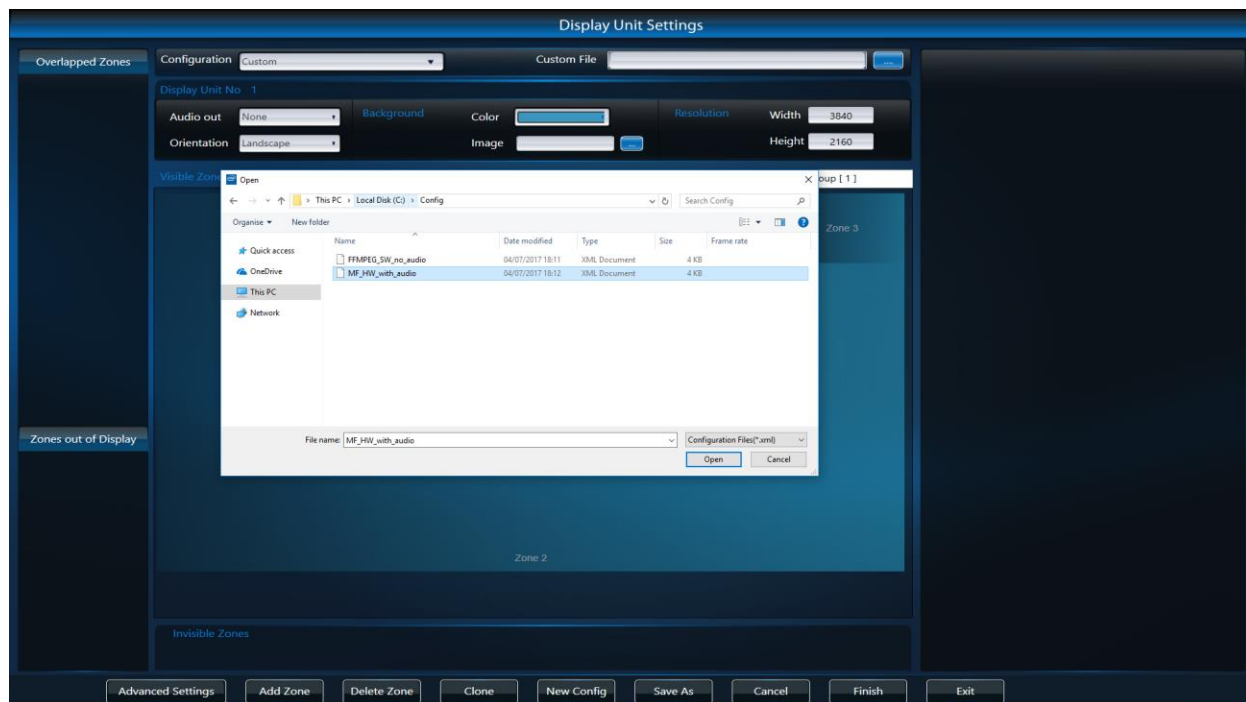 Display Unit Settings
Overlapped Zones
Configuration Custom Custom File ...
Display Unit No 1
Audio out None Background Color Resolution Width 3840
Orientation Landscape Image ... Height 2160
Visible Zone oup [ 1 ]
Open
This PC > Local Disk (C:) > Config Search Config
Organise New folder
Name Date modified Type Size Frame rate
Quick access
FFMPEG_SW_no_audio 04/07/2017 18:11 XML Document 4 KB
OneDrive MF_HW_with_audio 04/07/2017 18:12 XML Document 4 KB
This PC
Network
Zone 3
Zones out of Display
File name: MF_HW_with_audio Configuration Files(*.xml)
Open Cancel
Zone 2
Invisible Zones
Advanced Settings Add Zone Delete Zone Clone New Config Save As Cancel Finish Exit